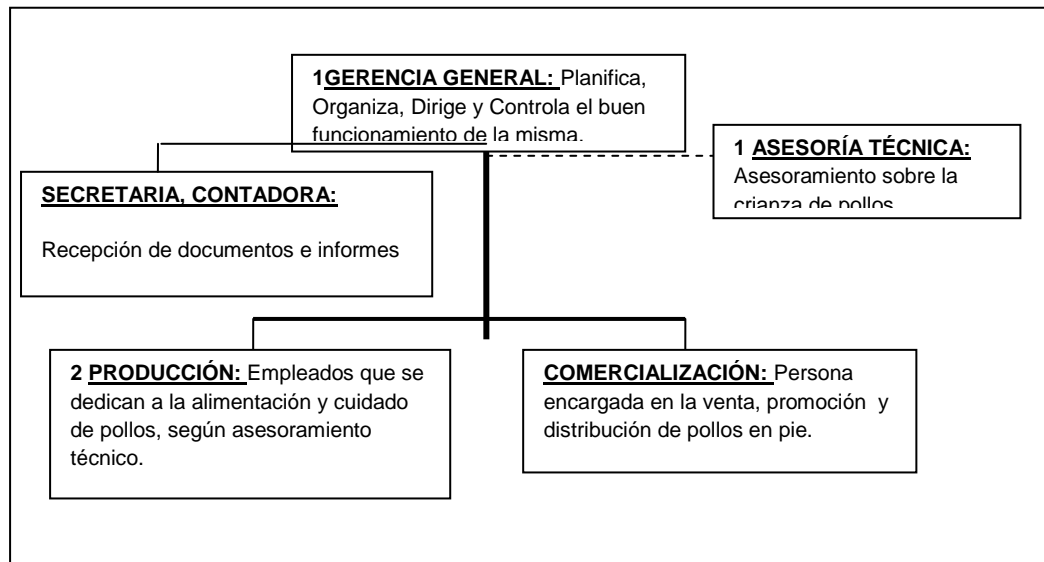 1GERENCIA GENERAL: Planifica,
Organiza, Dirige y Controla el buen
funcionamiento de la misma.
1 ASESORÍA TÉCNICA:
Asesoramiento sobre la
crianza de pollos
SECRETARIA, CONTADORA:
Recepción de documentos e informes
2 PRODUCCIÓN: Empleados que se
dedican a la alimentación y cuidado
de pollos, según asesoramiento
técnico.
COMERCIALIZACIÓN: Persona
encargada en la venta, promoción y
distribución de pollos en pie.